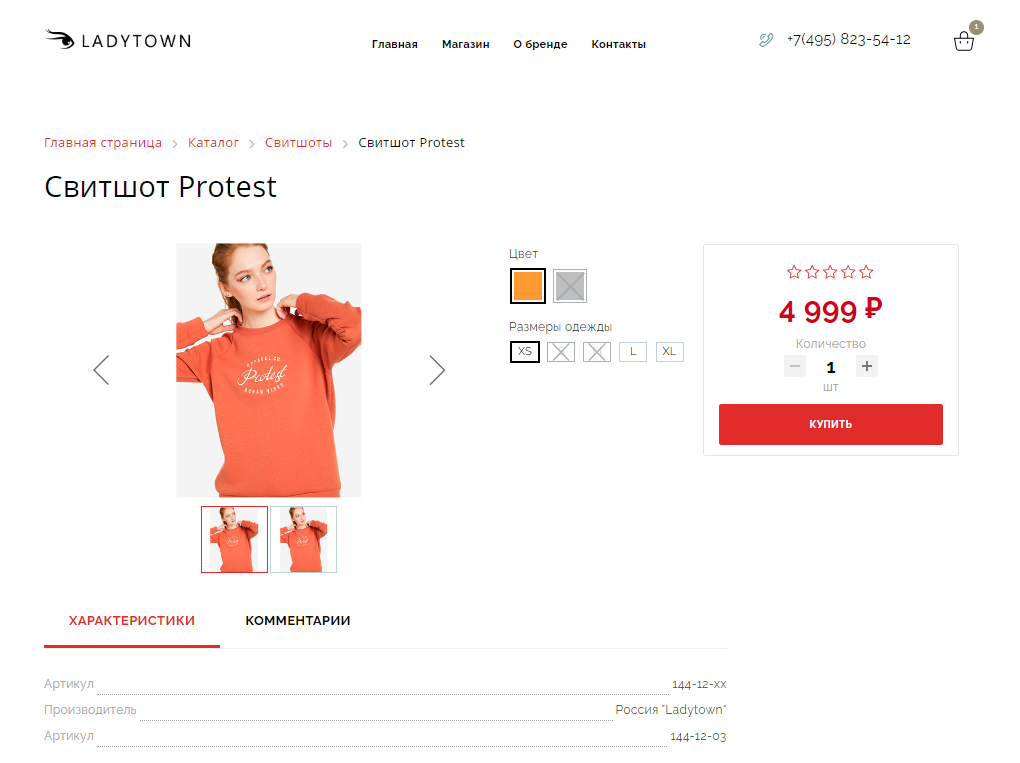 LADYTOWN
Главная Магазин О бренде Контакты
+7(495) 823-54-12
1
Главная страница Каталог Свитшоты Свитшот Protest
Свитшот Protest
Protest
Цвет
Размеры одежды
XS L XL
4 999 ₽
Количество
1
шт
КУПИТЬ
ХАРАКТЕРИСТИКИ КОММЕНТАРИИ
Артикул 144-12-xx
Производитель Россия "Ladytown"
Артикул 144-12-03